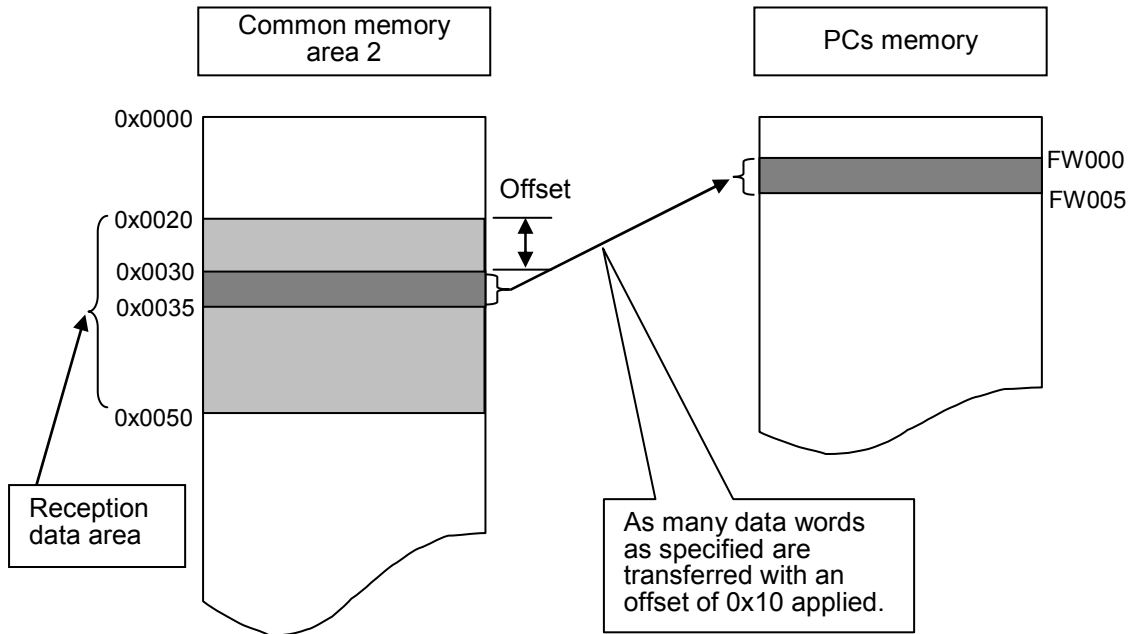 Common memory
area 2
PCs memory
0x0000
FW000
Offset
FW005
0x0020
0x0030
0x0035
0x0050
Reception
data area
As many data words
as specified are
transferred with an
offset of 0x10 applied.